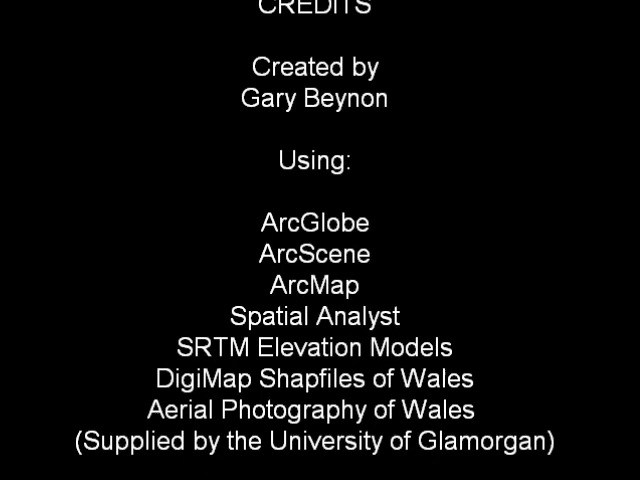 CREDITS
Created by
Gary Beynon
Using:
ArcGlobe
ArcScene
ArcMap
Spatial Analyst
SRTM Elevation Models
DigiMap Shapfiles of Wales
Aerial Photography of Wales
(Supplied by the University of Glamorgan)